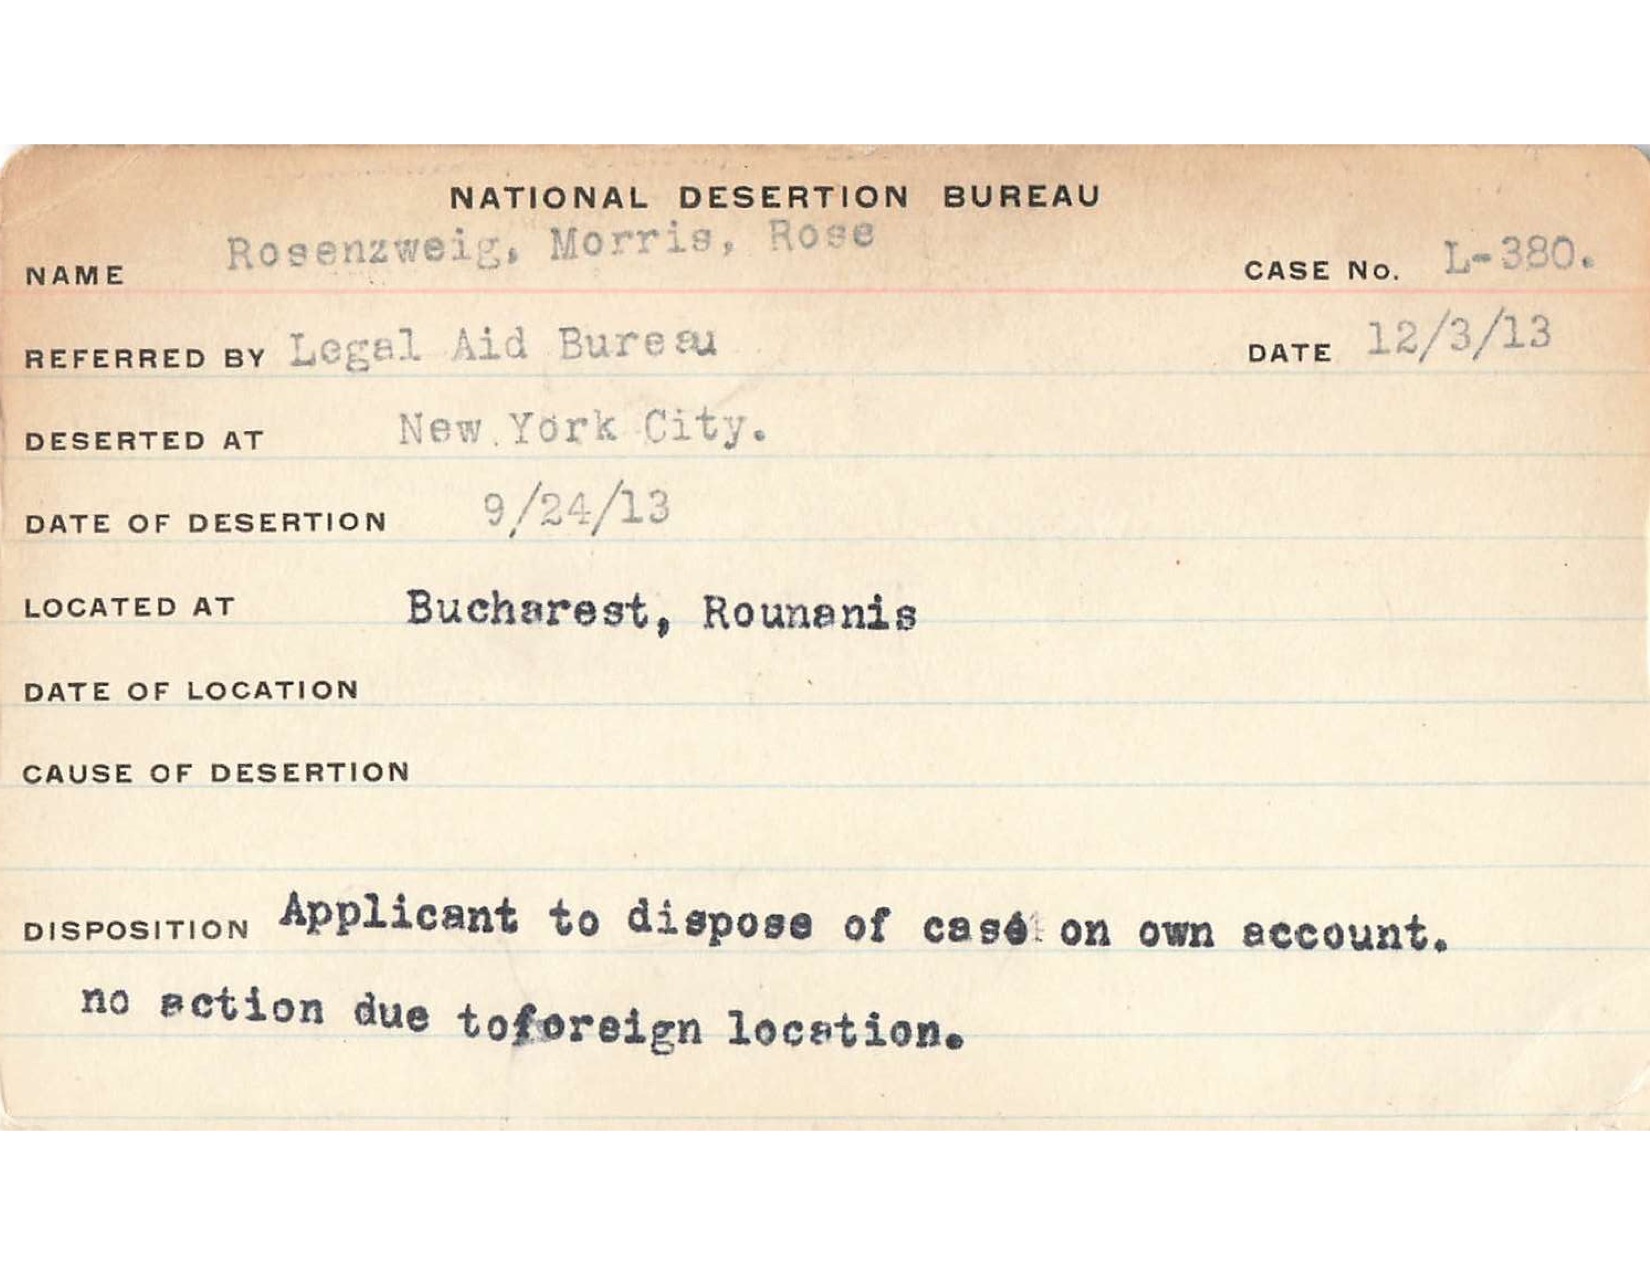 NATIONAL DESERTION BUREAU
NAME Rosenzweig, Morris, Rose CASE No. L-380.
REFERRED BY Legal Aid Bureau DATE 12/3/13
DESERTED AT New York City.
DATE OF DESERTION 9/24/13
LOCATED AT Bucharest, Rounanis
DATE OF LOCATION
CAUSE OF DESERTION
DISPOSITION Applicant to dispose of case on own account.
no action due toforeign location.